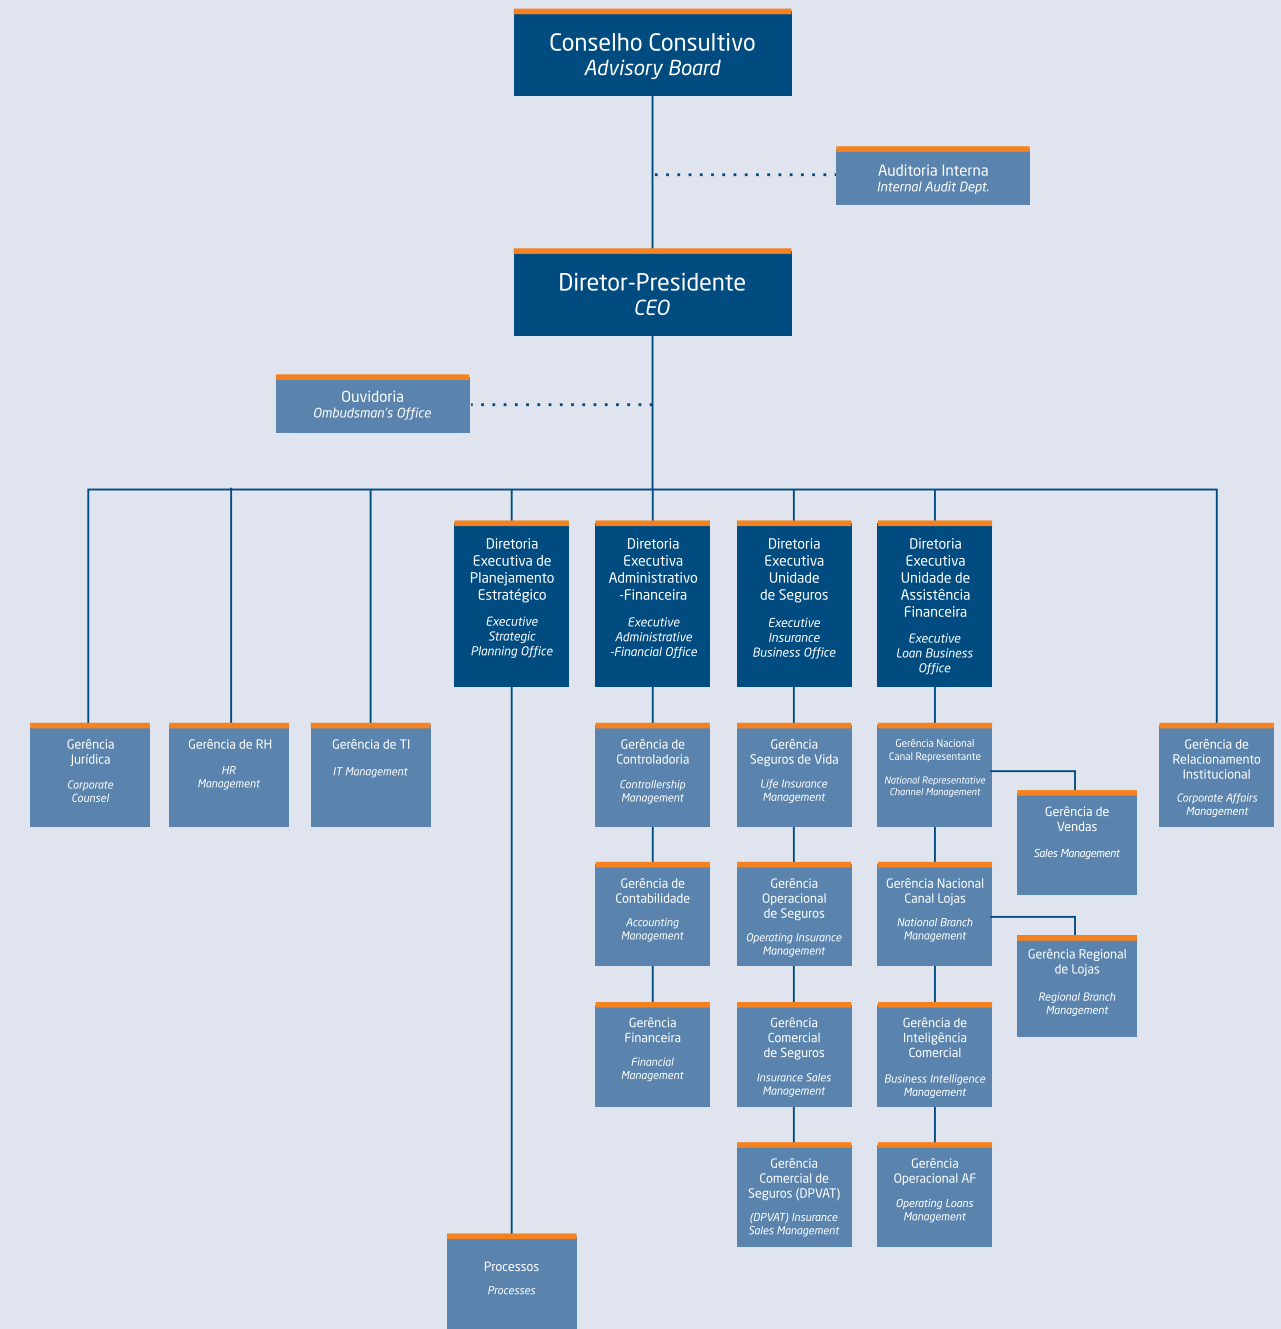 Conselho Consultivo
Advisory Board
Auditoria Interna
Internal Audit Dept.
Diretor-Presidente
CEO
Ouvidoria
Ombudsman's Office
Diretoria
Executiva de
Planejamento
Estratégico
Executive
Strategic
Planning Office
Diretoria
Executiva
Administrativo
-Financeira
Executive
Administrative
-Financial Office
Diretoria
Executiva
Unidade
de Seguros
Executive
Insurance
Business Office
Diretoria
Executiva
Unidade de
Assistência
Financeira
Executive
Loan Business
Office
Gerência
Jurídica
Corporate
Counsel
Gerência de RH
HR
Management
Gerência de TI
IT Management
Gerência de
Controladoria
Controllership
Management
Gerência
Seguros de Vida
Life Insurance
Management
Gerência Nacional
Canal Representante
National Representative
Channel Management
Gerência de
Relacionamento
Institucional
Corporate Affairs
Management
Gerência de
Vendas
Sales Management
Gerência de
Contabilidade
Accounting
Management
Gerência
Operacional
de Seguros
Operating Insurance
Management
Gerência Nacional
Canal Lojas
National Branch
Management
Gerência Regional
de Lojas
Regional Branch
Management
Gerência
Financeira
Financial
Management
Gerência
Comercial
de Seguros
Insurance Sales
Management
Gerência de
Inteligência
Comercial
Business Intelligence
Management
Gerência
Comercial de
Seguros (DPVAT)
(DPVAT) Insurance
Sales Management
Gerência
Operacional AF
Operating Loans
Management
Processos
Processes